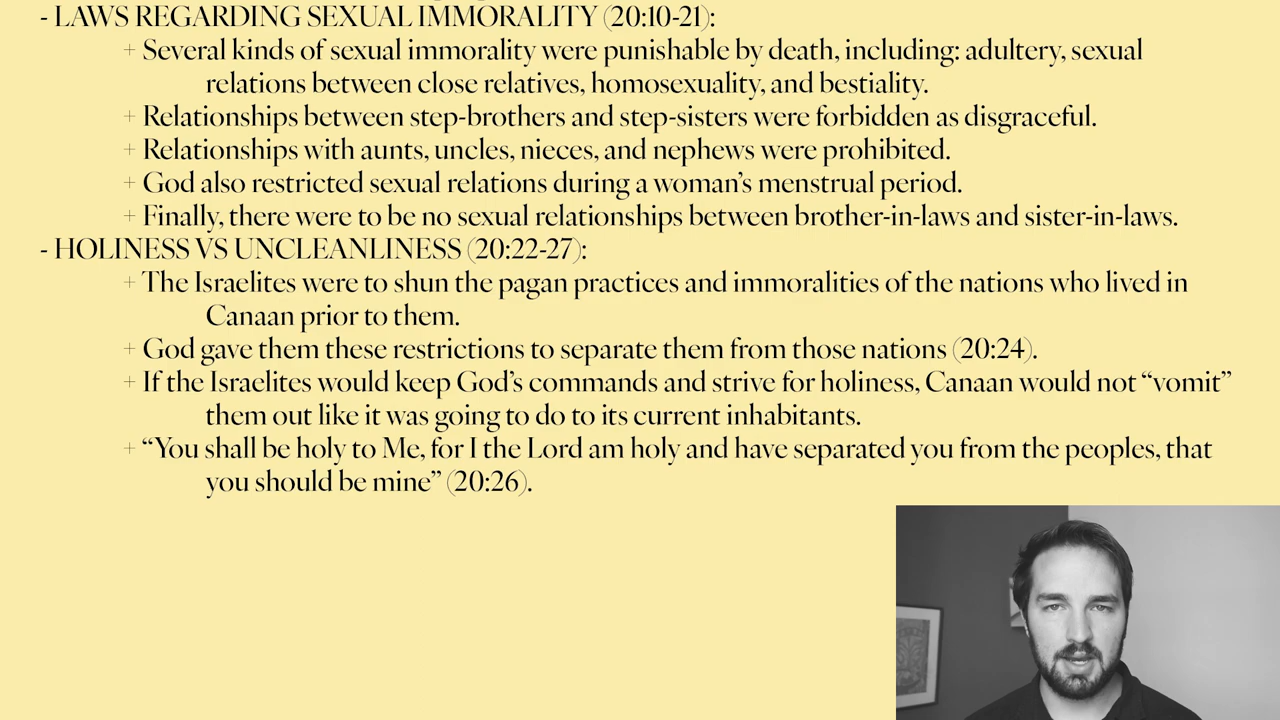 - LAWS REGARDING SEXUAL IMMORALITY (20:10-21):
+ Several kinds of sexual immorality were punishable by death, including: adultery, sexual
relations between close relatives, homosexuality, and bestiality.
+ Relationships between step-brothers and step-sisters were forbidden as disgraceful.
+ Relationships with aunts, uncles, nieces, and nephews were prohibited.
+ God also restricted sexual relations during a woman’s menstrual period.
+ Finally, there were to be no sexual relationships between brother-in-laws and sister-in-laws.
- HOLINESS VS UNCLEANLINESS (20:22-27):
+ The Israelites were to shun the pagan practices and immoralities of the nations who lived in
Canaan prior to them.
+ God gave them these restrictions to separate them from those nations (20:24).
+ If the Israelites would keep God’s commands and strive for holiness, Canaan would not “vomit”
them out like it was going to do to its current inhabitants.
+ “You shall be holy to Me, for I the Lord am holy and have separated you from the peoples, that
you should be mine” (20:26).